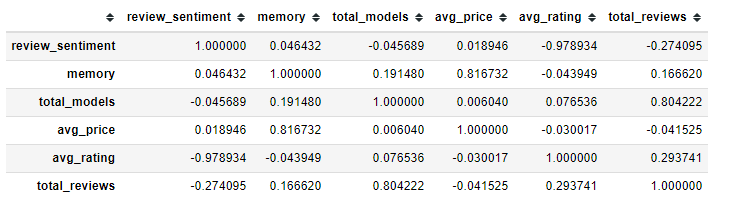 review_sentiment memory total_models avg_price avg_rating total_reviews
review_sentiment 1.000000 0.046432 -0.045689 0.018946 -0.978934 -0.274095
memory 0.046432 1.000000 0.191480 0.816732 -0.043949 0.166620
total_models -0.045689 0.191480 1.000000 0.006040 0.076536 0.804222
avg_price 0.018946 0.816732 0.006040 1.000000 -0.030017 -0.041525
avg_rating -0.978934 -0.043949 0.076536 -0.030017 1.000000 0.293741
total_reviews -0.274095 0.166620 0.804222 -0.041525 0.293741 1.000000